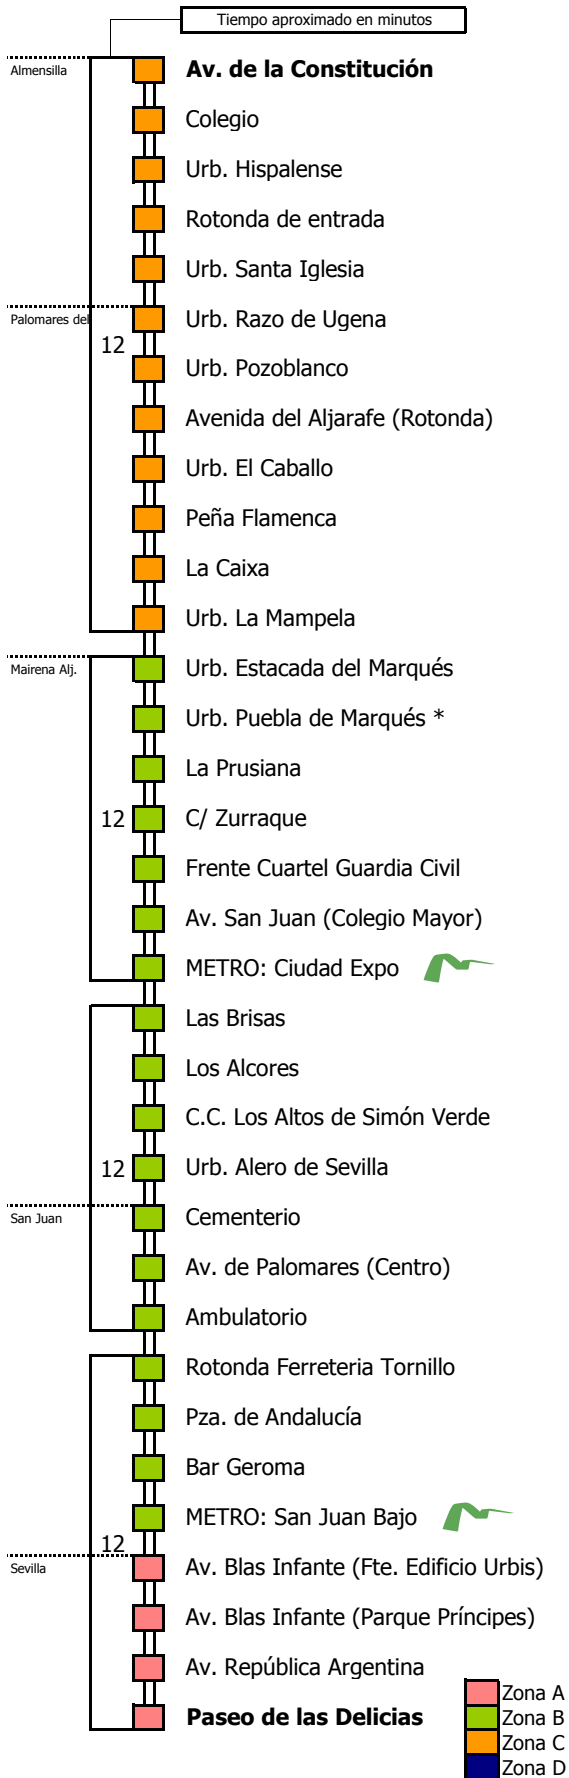 Tiempo aproximado en minutos
Almensilla
Av. de la Constitución
Colegio
Urb. Hispalense
Rotonda de entrada
Urb. Santa Iglesia
Palomares del
Urb. Razo de Ugena
12
Urb. Pozoblanco
Avenida del Aljarafe (Rotonda)
Urb. El Caballo
Peña Flamenca
La Caixa
Urb. La Mampela
Mairena Alj.
Urb. Estacada del Marqués
Urb. Puebla de Marqués *
La Prusiana
12
C/ Zurraque
Frente Cuartel Guardia Civil
Av. San Juan (Colegio Mayor)
METRO: Ciudad Expo
Las Brisas
Los Alcores
C.C. Los Altos de Simón Verde
12
Urb. Alero de Sevilla
San Juan
Cementerio
Av. de Palomares (Centro)
Ambulatorio
Rotonda Ferreteria Tornillo
Pza. de Andalucía
Bar Geroma
METRO: San Juan Bajo
12
Sevilla
Av. Blas Infante (Fte. Edificio Urbis)
Av. Blas Infante (Parque Príncipes)
Av. República Argentina
Paseo de las Delicias
Zona A
Zona B
Zona C
Zona D